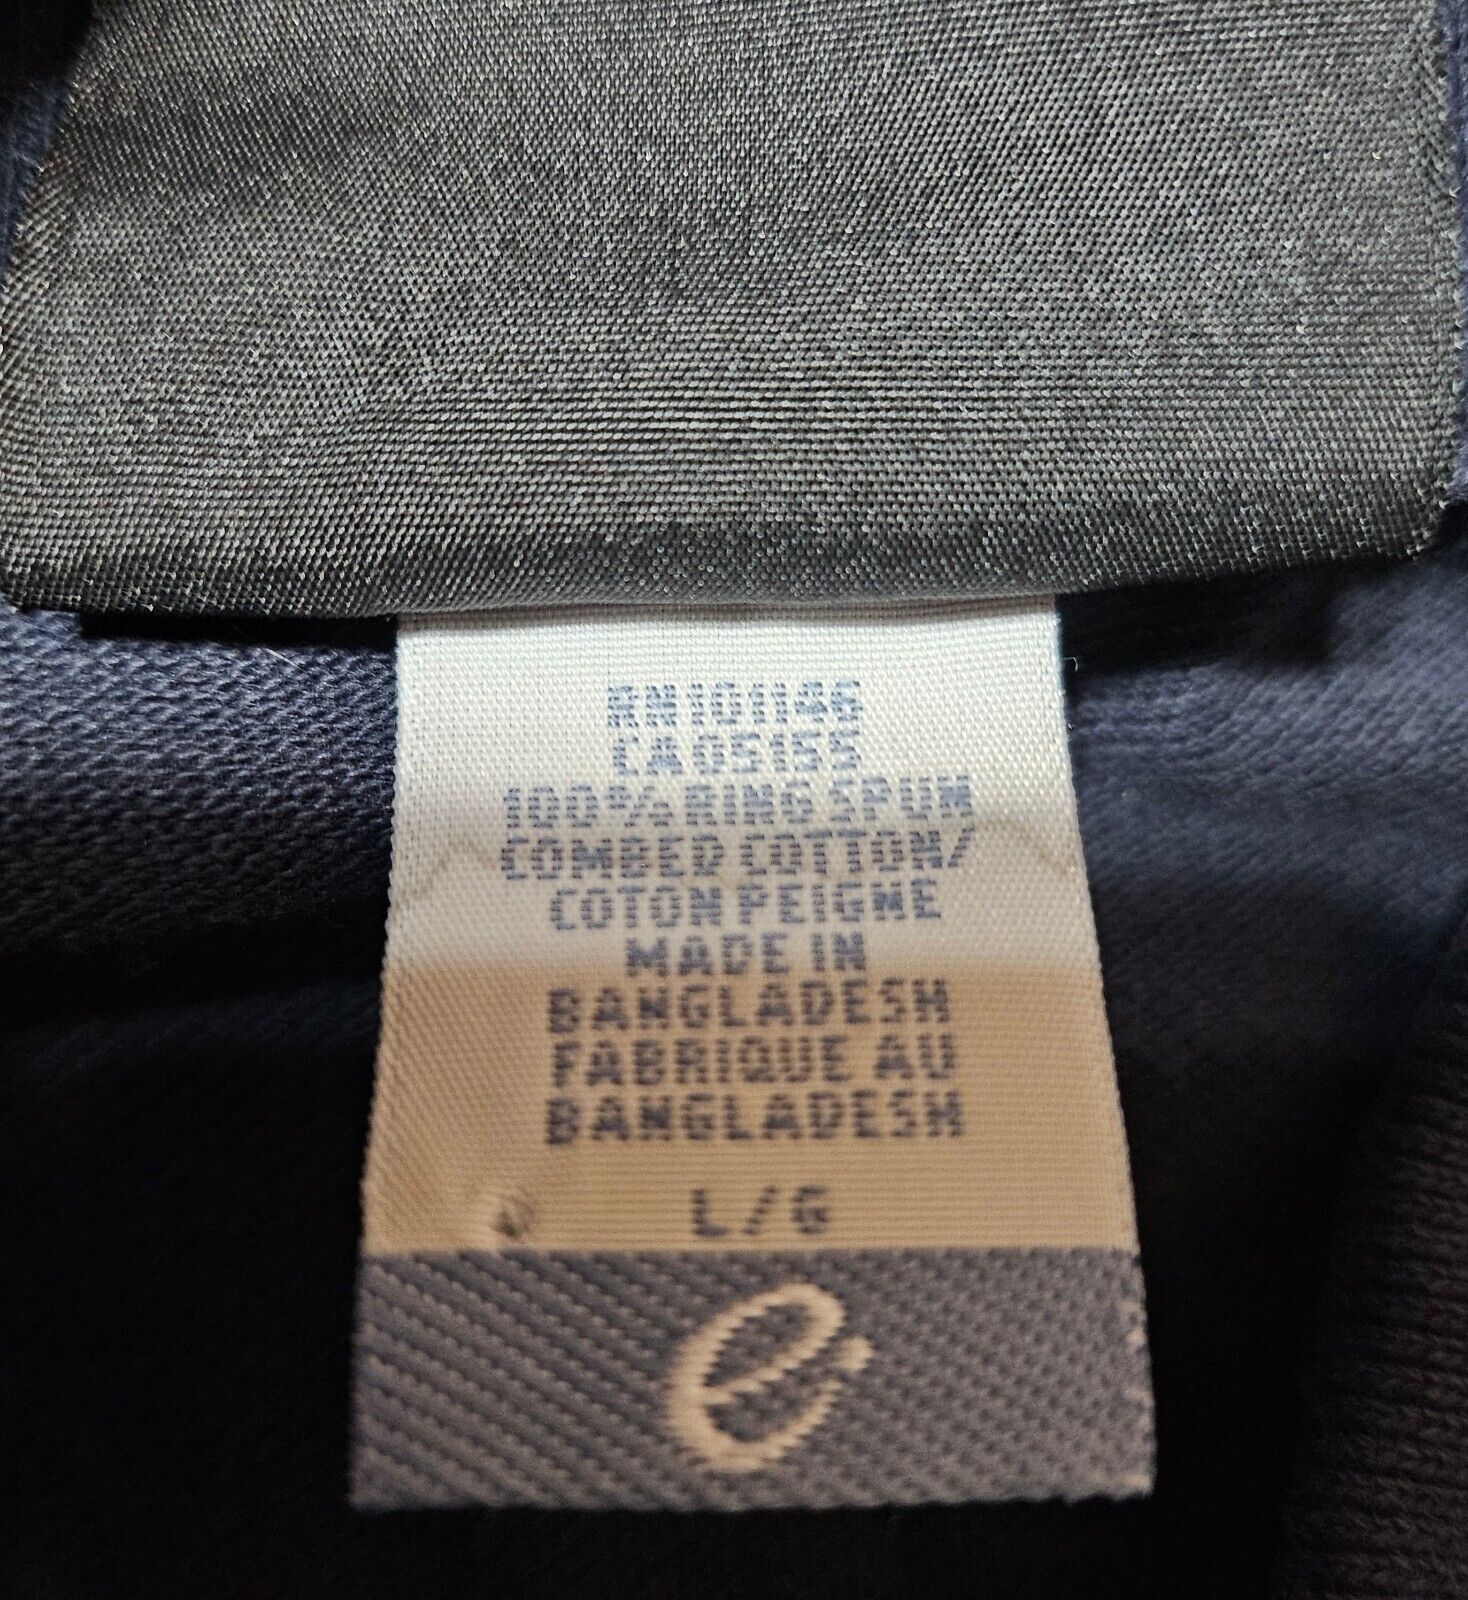 RN101146
CA05155
100% RING SPUN
COMBED COTTON/
COTON PEIGNE
MADE IN
BANGLADESH
FABRIQUE AU
BANGLADESH
L/G
e